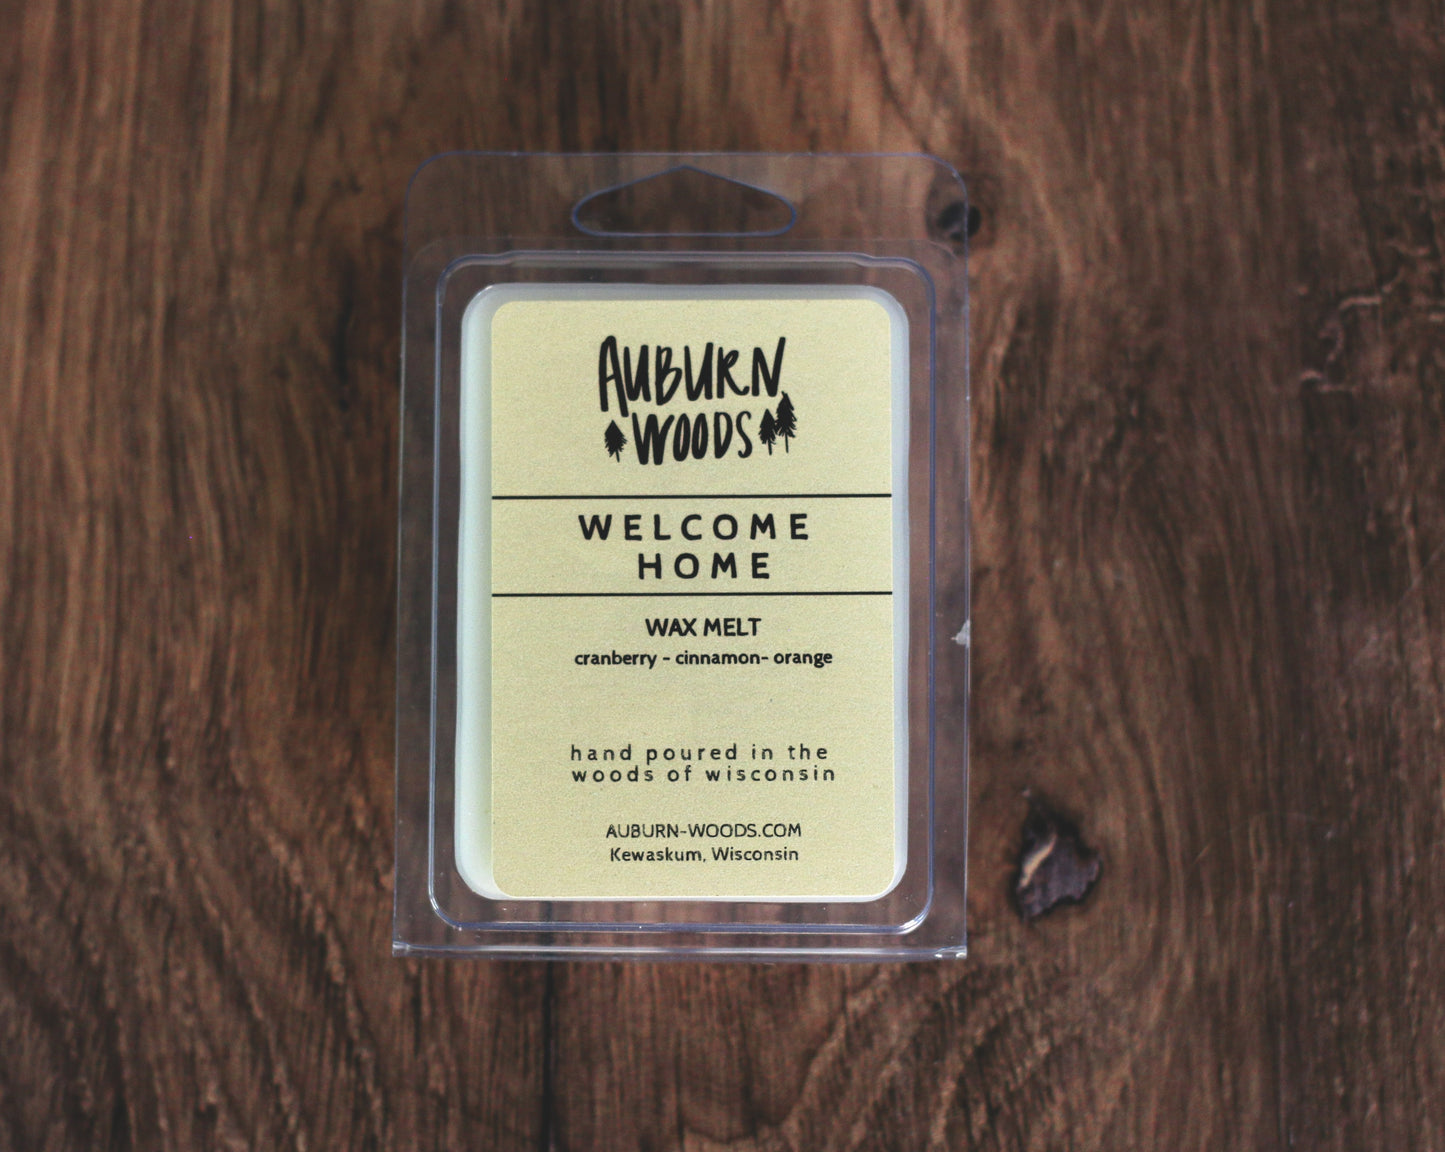 AUBURN
WOODS
WELCOME
HOME
WAX MELT
cranberry - cinnamon- orange
hand poured in the
woods of wisconsin
AUBURN-WOODS.COM
Kewaskum, Wisconsin